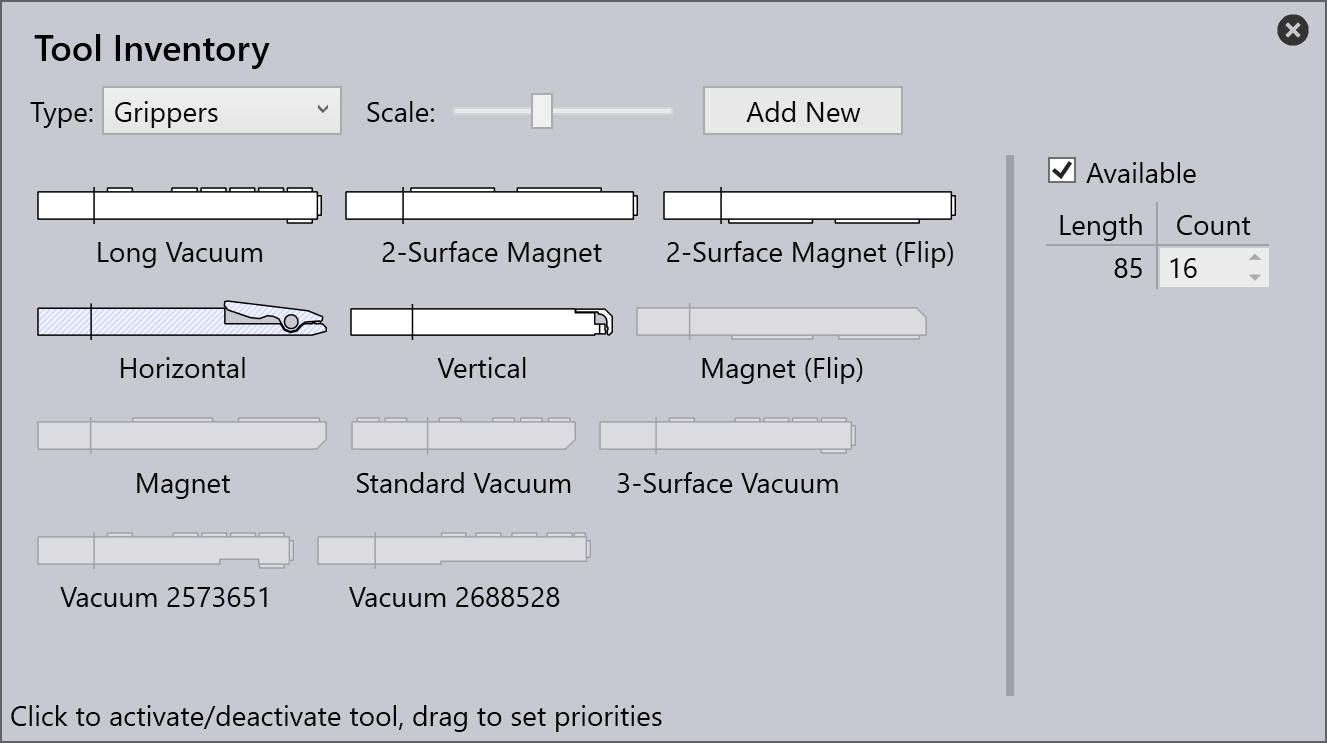 Tool Inventory
Type: Grippers Scale: Add New
Available
Length Count
85 16
Long Vacuum 2-Surface Magnet 2-Surface Magnet (Flip)
Horizontal Vertical Magnet (Flip)
Magnet Standard Vacuum 3-Surface Vacuum
Vacuum 2573651 Vacuum 2688528
Click to activate/deactivate tool, drag to set priorities